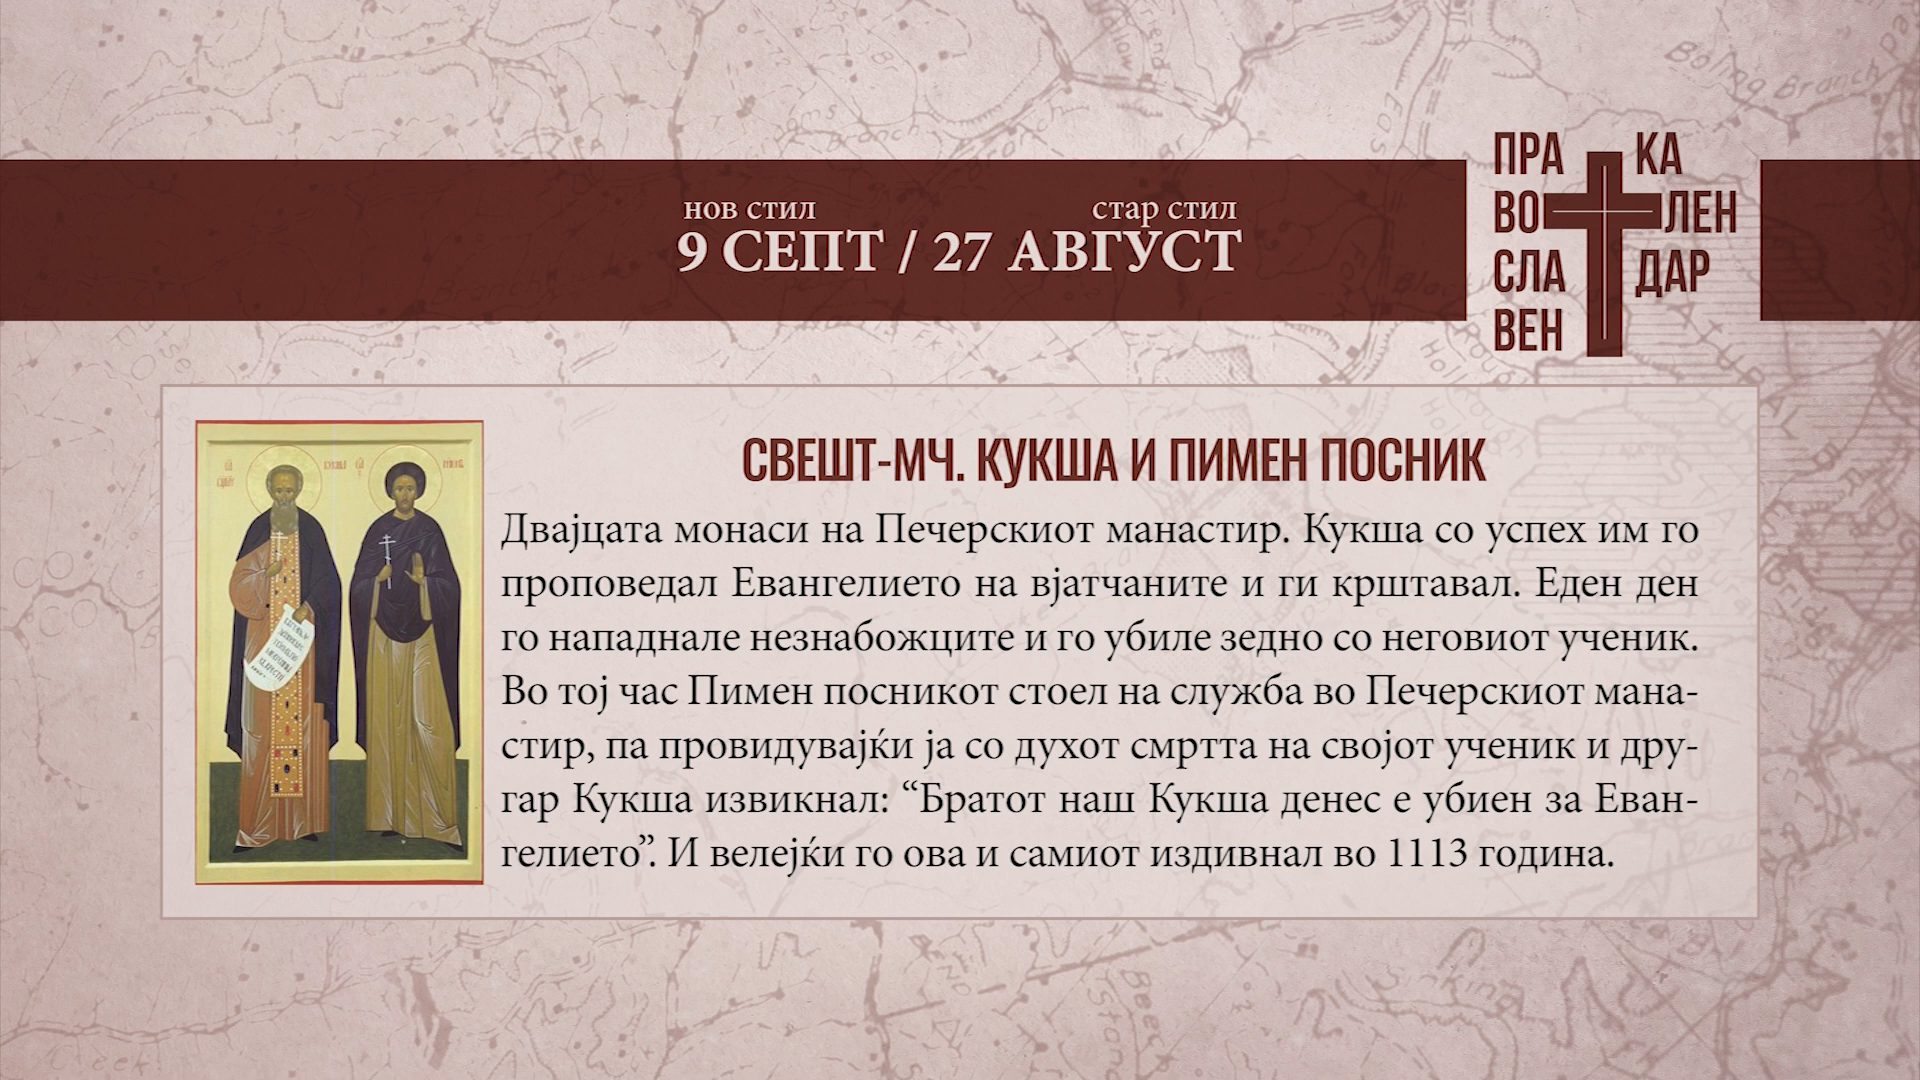 нов стил
стар стил
9 СЕПТ / 27 АВГУСТ
ПРА
ВО
СЛА
ВЕН
КА
ЛЕН
ДАР
СВЕШТ-МЧ. КУКША И ПИМЕН ПОСНИК
Двајцата монаси на Печерскиот манастир. Кукша со успех им го
проповедал Евангелието на вјатчаните и ги крштавал. Еден ден
го нападнале незнабожците и го убиле зедно со неговиот ученик.
Во тој час Пимен посникот стоел на служба во Печерскиот мана-
стир, па провидувајќи ја со духот смртта на својот ученик и дру-
гар Кукша извикнал: “Братот наш Кукша денес е убиен за Еван-
гелието”. И велејќи го ова и самиот издивнал во 1113 година.
Boling Branch
Creek